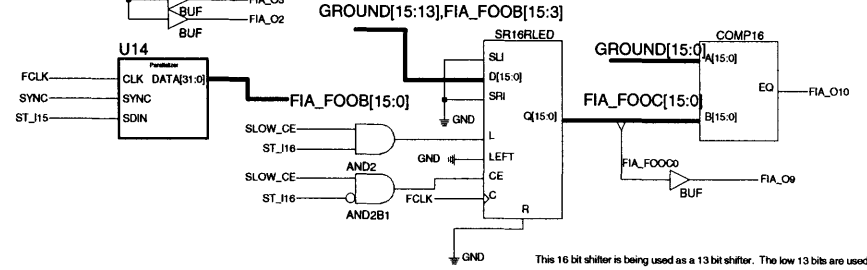 FIA_O3
BUF
FIA_O2
BUF
GROUND[15:13],FIA_FOOB[15:3]
U14
Parallelizer
FCLK
CLK
DATA[31:0]
SYNC
SYNC
ST_I15
SDIN
FIA_FOOB[15:0]
SR16RLED
SLI
D[15:0]
SRI
GND
Q[15:0]
SLOW_CE
ST_I16
L
AND2
GND
LEFT
SLOW_CE
ST_I16
CE
AND2B1
FCLK
C
R
GND
COMP16
GROUND[15:0]
A[15:0]
EQ
FIA_O10
FIA_FOOC[15:0]
B[15:0]
FIA_FOOC0
BUF
FIA_O9
This 16 bit shifter is being used as a 13 bit shifter. The low 13 bits are used